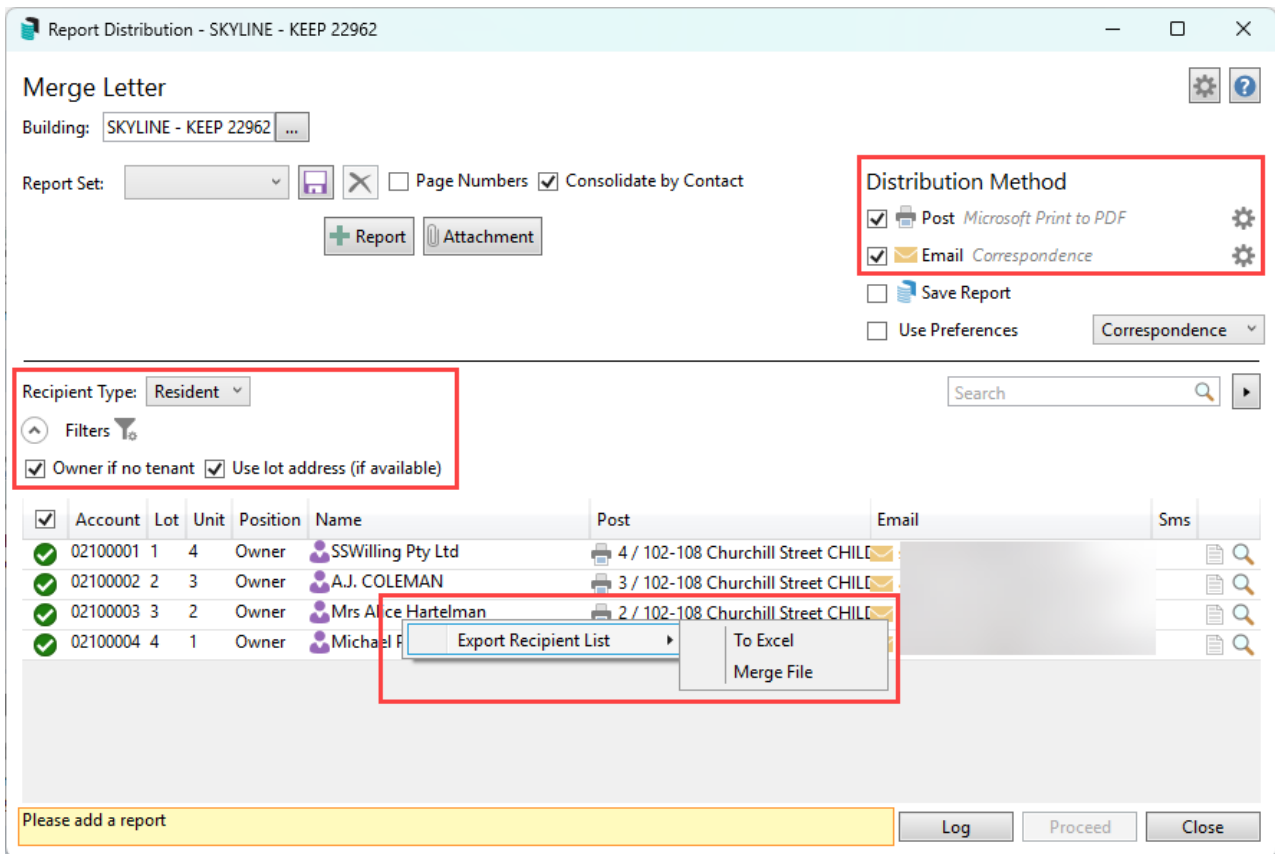 Report Distribution - SKYLINE - KEEP 22962
Merge Letter
Building: SKYLINE - KEEP 22962 ...
Report Set: Page Numbers Consolidate by Contact
Report Attachment
Distribution Method
Post Microsoft Print to PDF
Email Correspondence
Save Report
Use Preferences Correspondence
Recipient Type: Resident
Search
Filters
Owner if no tenant Use lot address (if available)
Account Lot Unit Position Name Post Email Sms
02100001 1 4 Owner SSWilling Pty Ltd 4 / 102-108 Churchill Street
02100002 2 3 Owner A.J. COLEMAN 3 / 102-108 Churchill Street
02100003 3 2 Owner Mrs Alice Hartelman 2 / 102-108 Churchill Street
02100004 4 1 Owner Michael
Export Recipient List To Excel
Merge File
Please add a report
Log Proceed Close